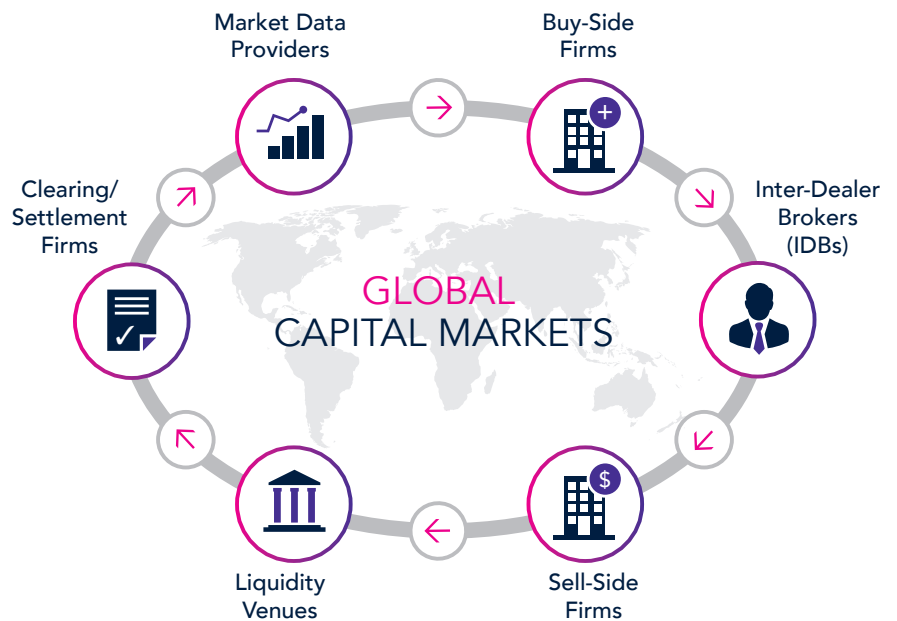 Market Data
Providers
Buy-Side
Firms
+
Clearing/
Settlement
Firms
Inter-Dealer
Brokers
(IDBs)
GLOBAL
CAPITAL MARKETS
$
Liquidity
Venues
Sell-Side
Firms